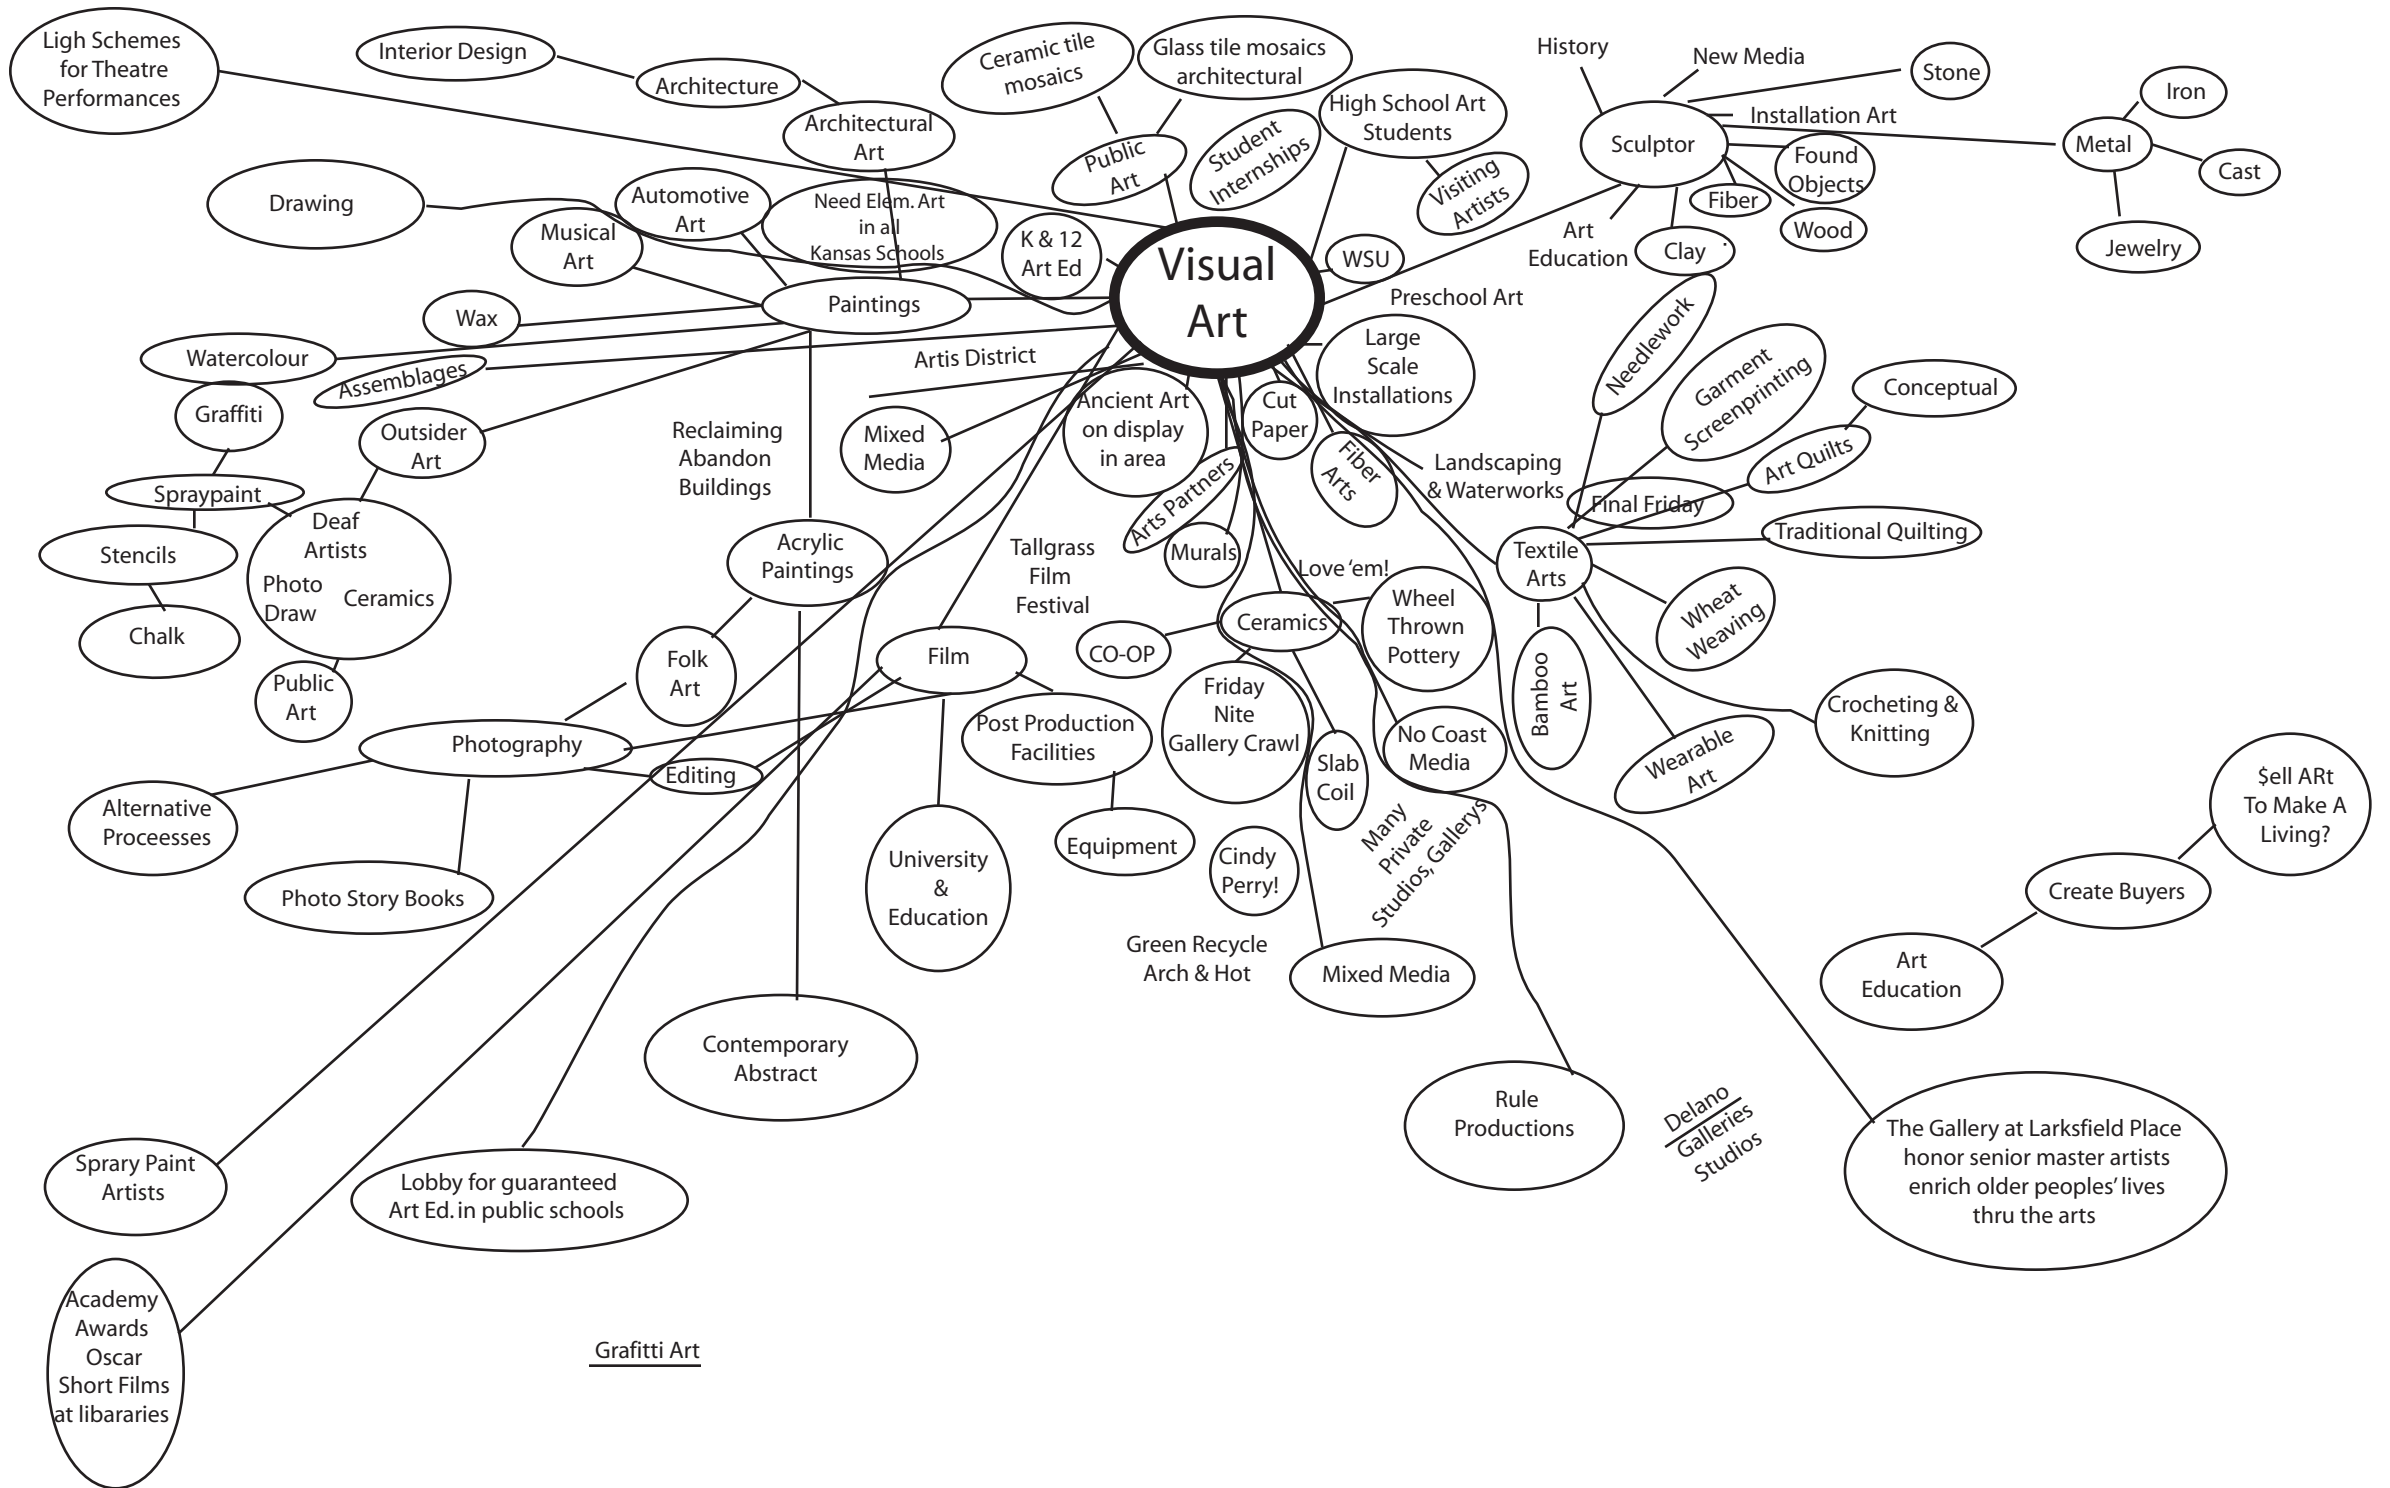 Ligh Schemes
for Theatre
Performances
Interior Design
Architecture
Architectural
Art
Ceramic tile
mosaics
Glass tile mosaics
architectural
Public
Art
Student
Internships
High School Art
Students
Visiting
Artists
History
New Media
Stone
Installation Art
Sculptor
Found
Objects
Fiber
Wood
Clay
Art
Education
Metal
Iron
Cast
Jewelry
Drawing
Musical
Art
Automotive
Art
Need Elem. Art
in all
Kansas Schools
K & 12
Art Ed
Visual
Art
WSU
Preschool Art
Large
Scale
Installations
Paintings
Wax
Watercolour
Assemblages
Graffiti
Outsider
Art
Spraypaint
Stencils
Chalk
Deaf
Artists
Photo
Draw
Ceramics
Public
Art
Artis District
Reclaiming
Abandon
Buildings
Mixed
Media
Ancient Art
on display
in area
Cut
Paper
Fiber
Arts
Arts Partners
Murals
Landscaping
& Waterworks
Needlework
Garment
Screenprinting
Conceptual
Art Quilts
Final Friday
Traditional Quilting
Textile
Arts
Wheat
Weaving
Bamboo
Art
Wearable
Art
Crocheting &
Knitting
Acrylic
Paintings
Tallgrass
Film
Festival
Love ‘em!
Ceramics
Wheel
Thrown
Pottery
CO-OP
Friday
Nite
Gallery Crawl
Slab
Coil
No Coast
Media
Folk
Art
Film
Photography
Editing
Post Production
Facilities
Equipment
University
&
Education
Alternative
Proceesses
Photo Story Books
Cindy
Perry!
Many
Private
Studios, Gallerys
Green Recycle
Arch & Hot
Mixed Media
$ell ARt
To Make A
Living?
Create Buyers
Art
Education
Contemporary
Abstract
Rule
Productions
Delano
Galleries
Studios
The Gallery at Larksfield Place
honor senior master artists
enrich older peoples’ lives
thru the arts
Sprary Paint
Artists
Lobby for guaranteed
Art Ed. in public schools
Academy
Awards
Oscar
Short Films
at libararies
Grafitti Art